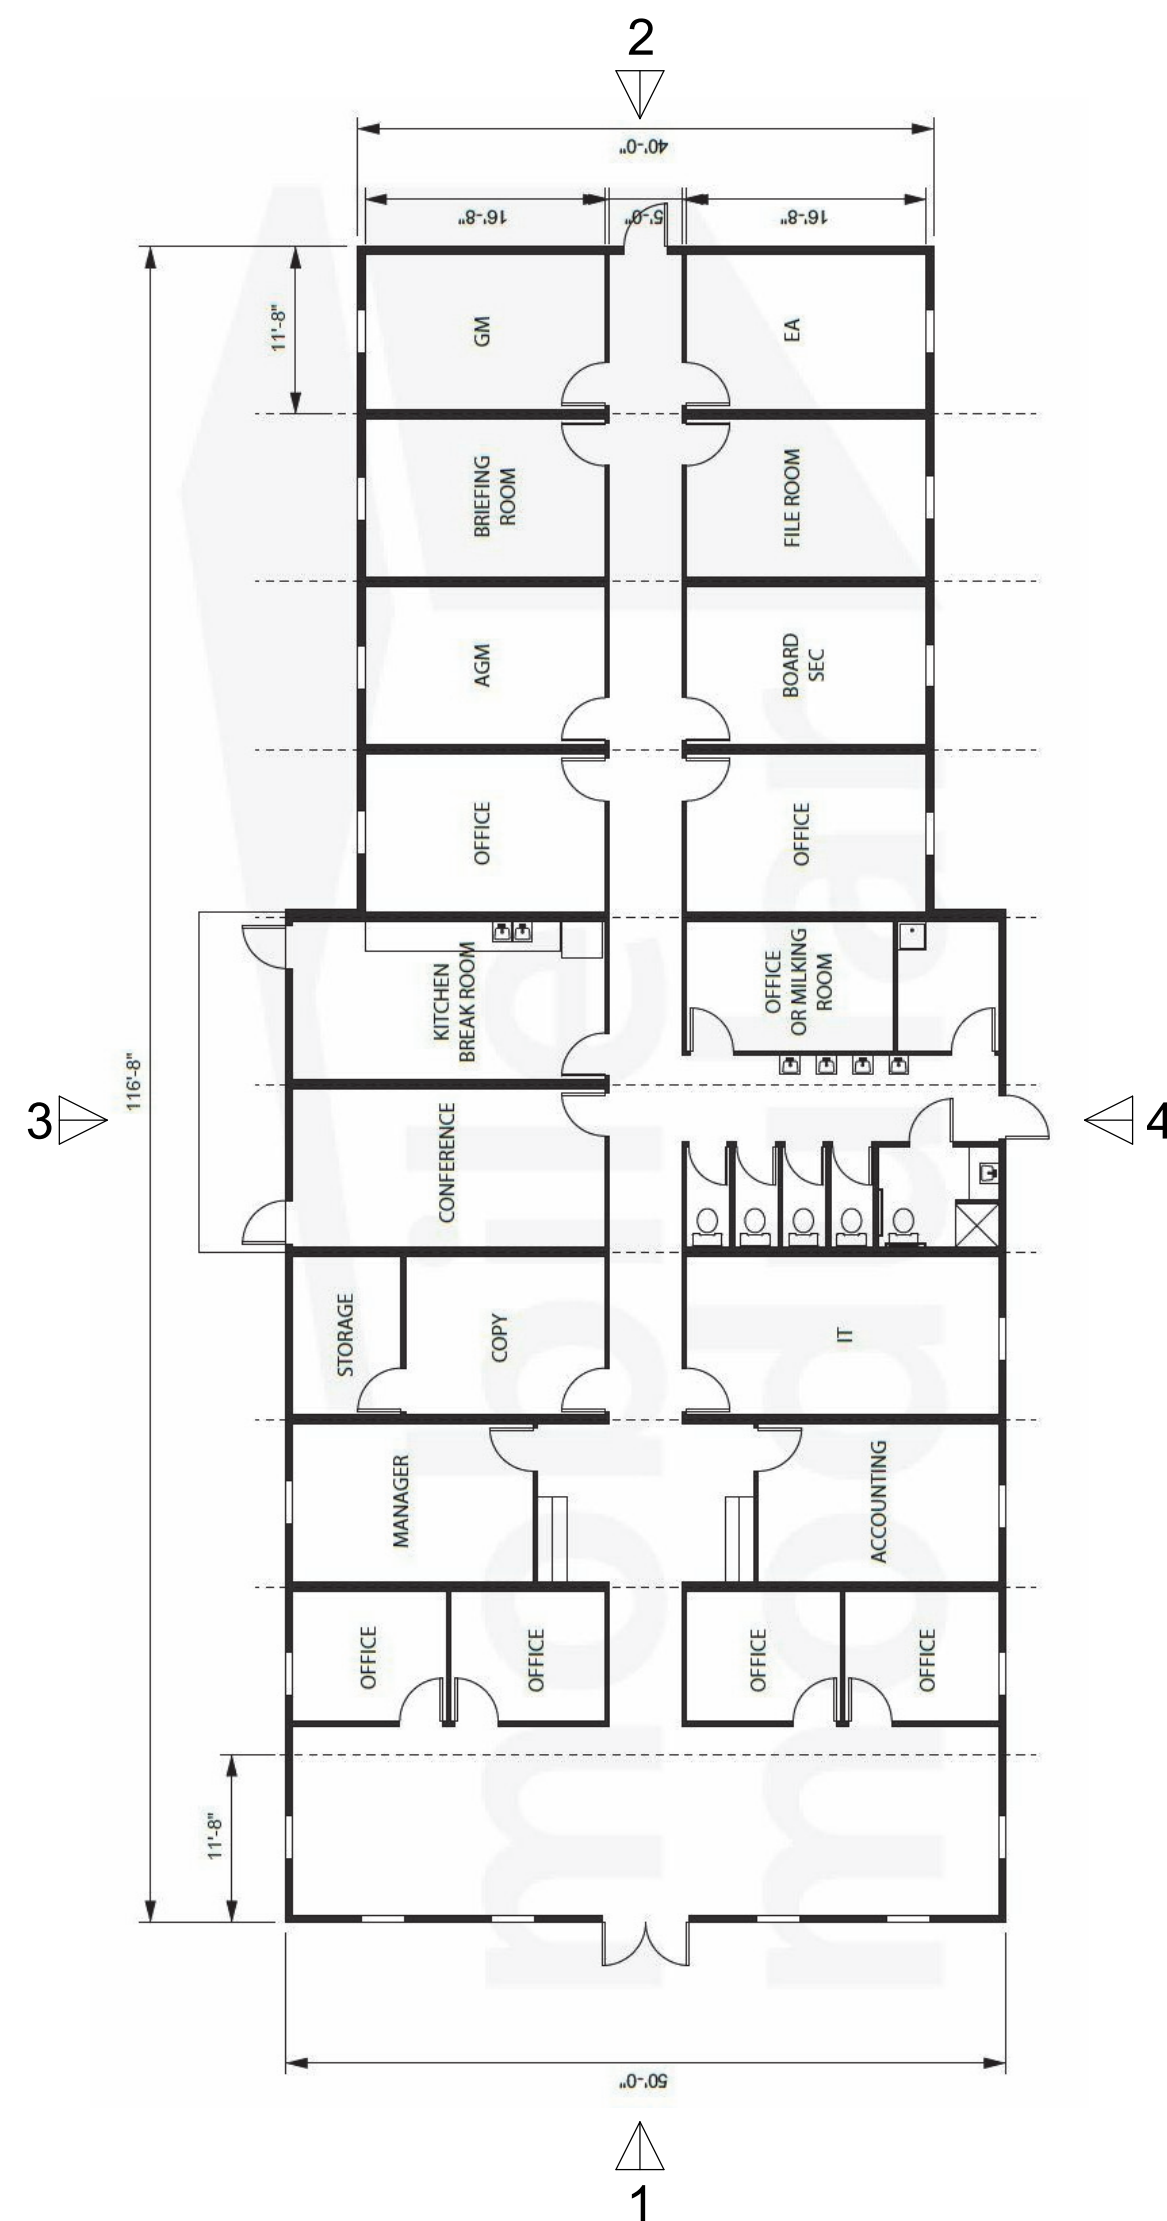 2
40'-0"
16'-8"
5'-0"
16'-8"
11'-8"
GM
EA
BRIEFING
ROOM
FILE ROOM
AGM
BOARD
SEC
OFFICE
OFFICE
KITCHEN
BREAK ROOM
OFFICE
OR MILKING
ROOM
116'-8"
3
4
CONFERENCE
STORAGE
COPY
IT
MANAGER
ACCOUNTING
OFFICE
OFFICE
OFFICE
OFFICE
11'-8"
50'-0"
1
mobile
modular